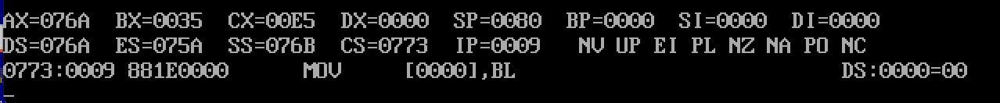 AX=076A  BX=0035  CX=00E5  DX=0000  SP=0080  BP=0000  SI=0000  DI=0000
DS=076A  ES=075A  SS=076B  CS=0773  IP=0009   NV UP EI PL NZ NA PO NC
0773:0009 881E0000      MOV     [0000],BL                          DS:0000=00